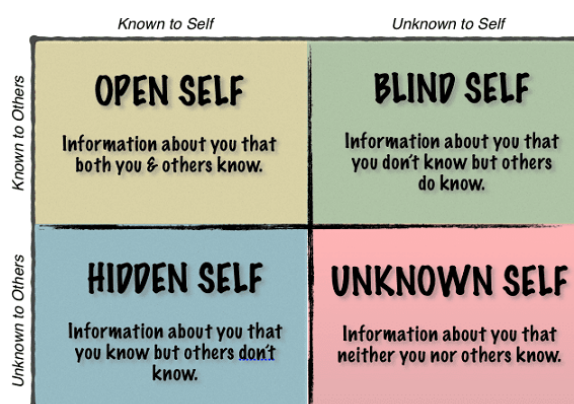 Known to Self
Unknown to Self
Known to Others
OPEN SELF
Information about you that
both you & others know.
BLIND SELF
Information about you that
you don't know but others
do know.
Unknown to Others
HIDDEN SELF
Information about you that
you know but others don't
know.
UNKNOWN SELF
Information about you that
neither you nor others know.